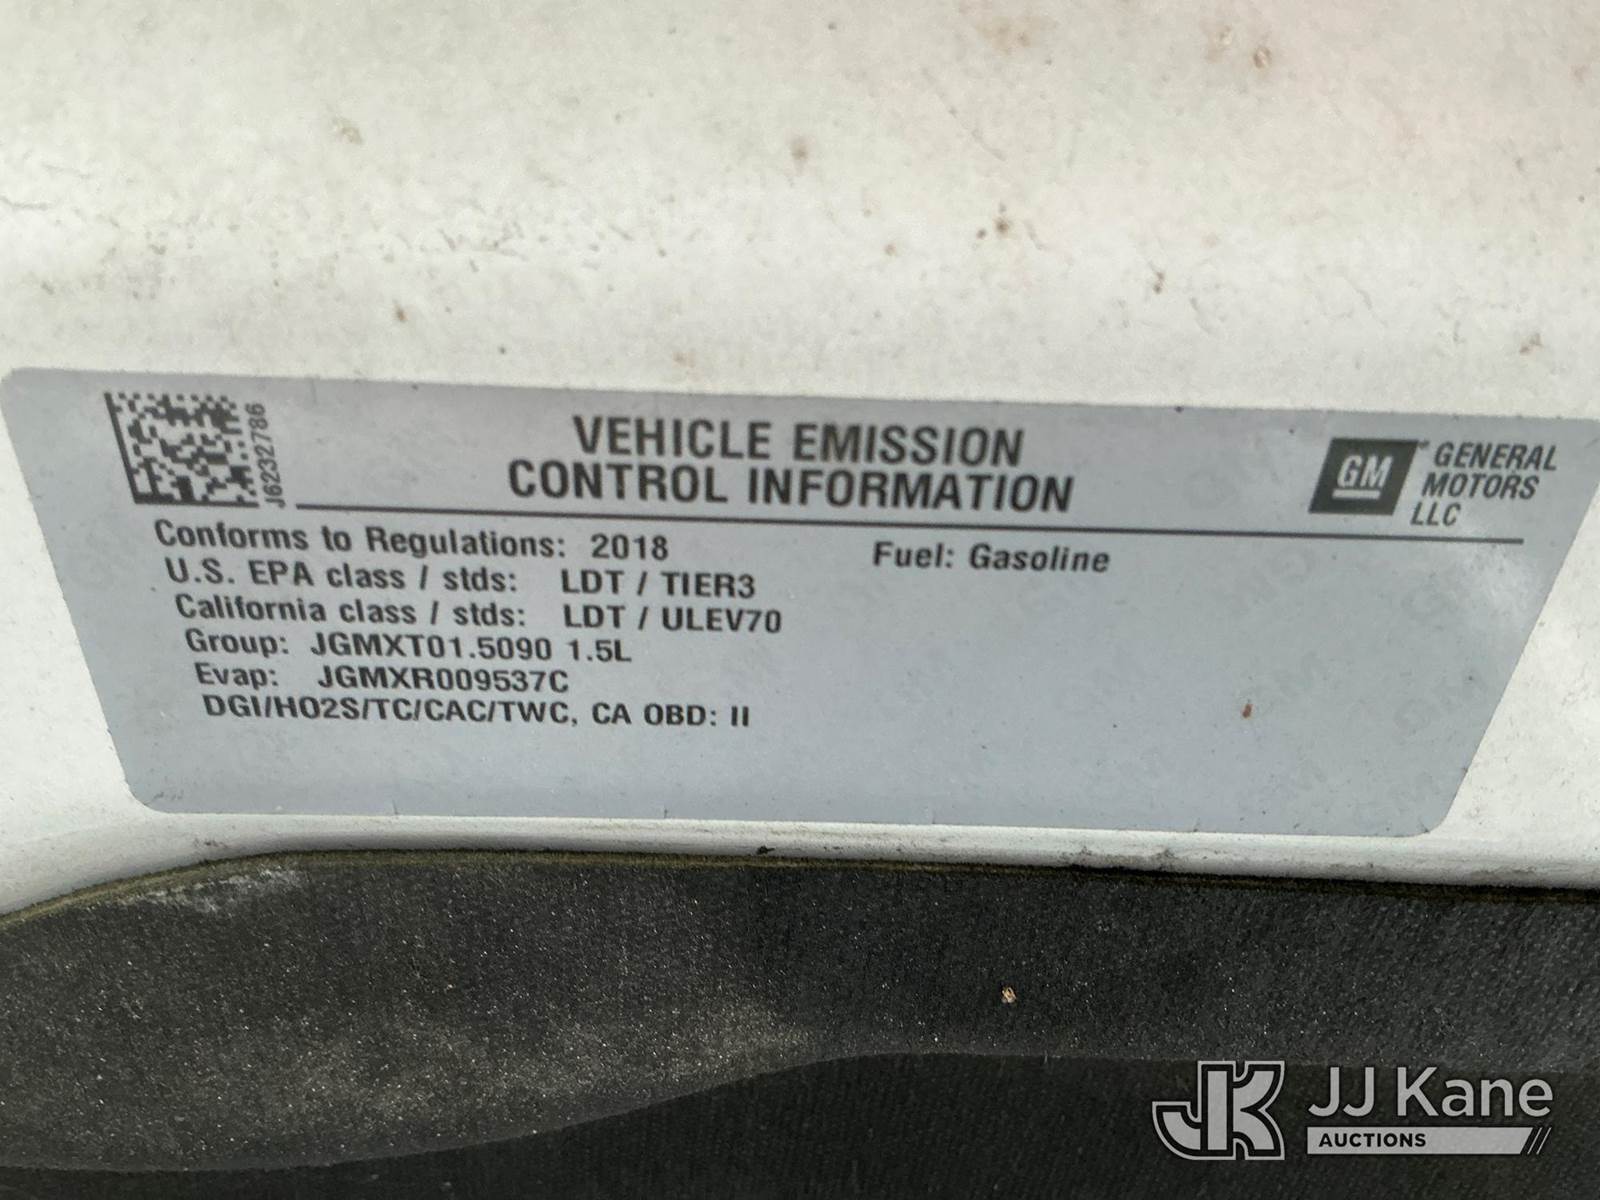 J6232786
VEHICLE EMISSION
CONTROL INFORMATION
GM
GENERAL
MOTORS
LLC
Conforms to Regulations: 2018
Fuel: Gasoline
U.S. EPA class / stds: LDT / TIER3
California class / stds: LDT / ULEV70
Group: JGMXT01.5090 1.5L
Evap: JGMXR009537C
DGI/HO2S/TC/CAC/TWC, CA OBD: II
JK
JJ Kane
AUCTIONS